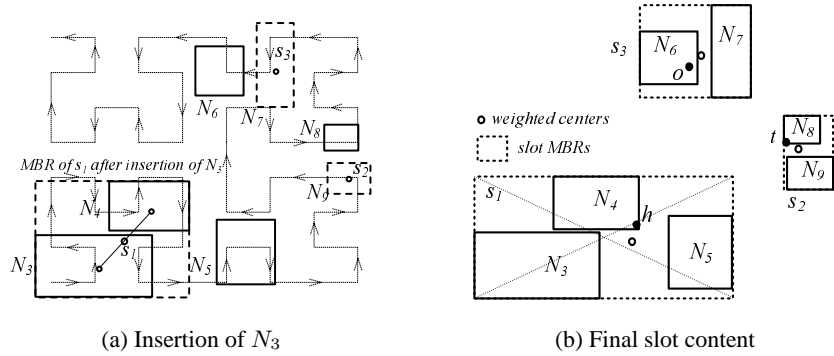 s₃
N₆
N₇
N₈
MBR of s₁ after insertion of N₃
s₂
N₉
N₄
s₁
N₃
N₅
(a) Insertion of N₃
s₃
N₆
N₇
o
weighted centers
slot MBRs
t
N₈
N₉
s₂
s₁
N₄
h
N₃
N₅
(b) Final slot content